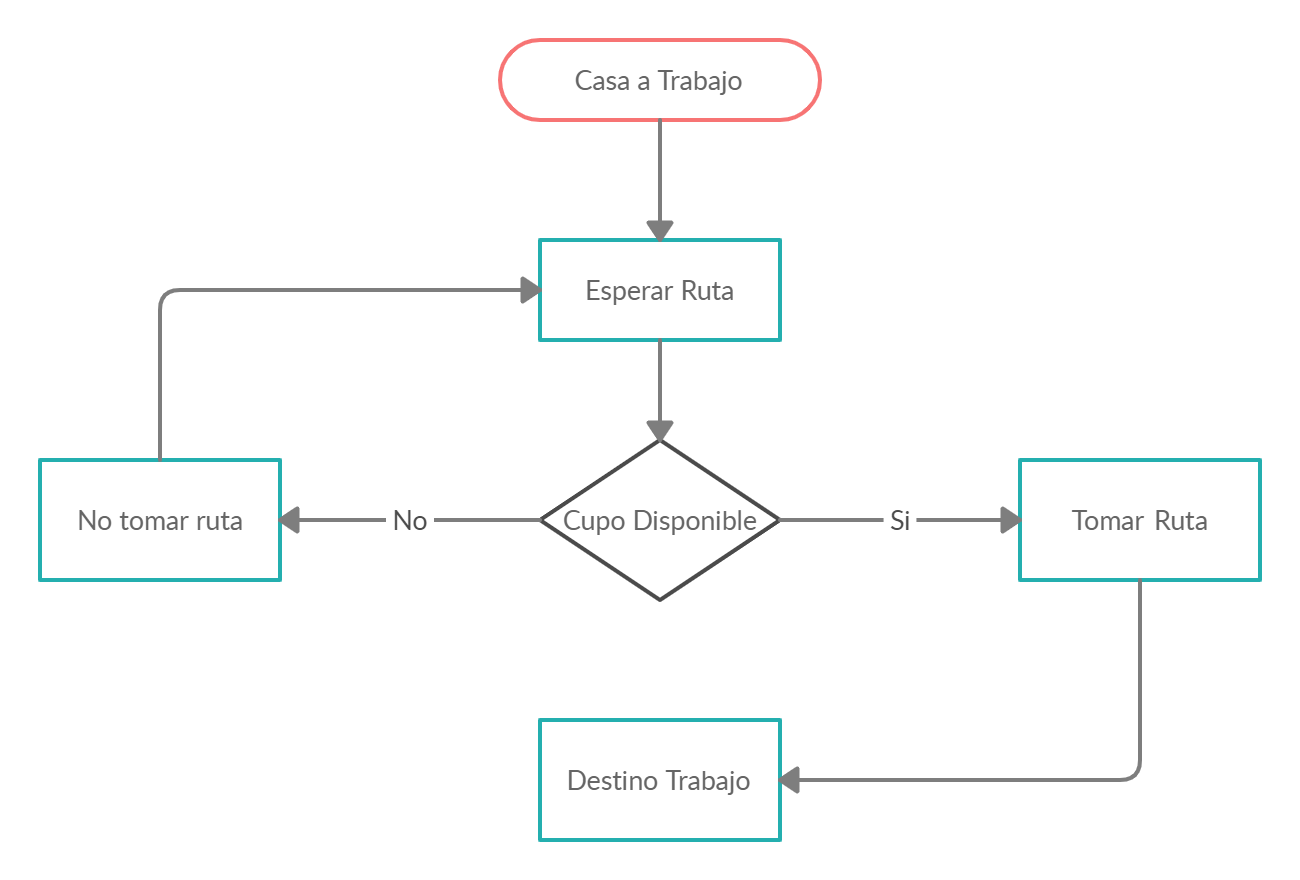 Casa a Trabajo
Esperar Ruta
No tomar ruta
No
Cupo Disponible
Si
Tomar Ruta
Destino Trabajo